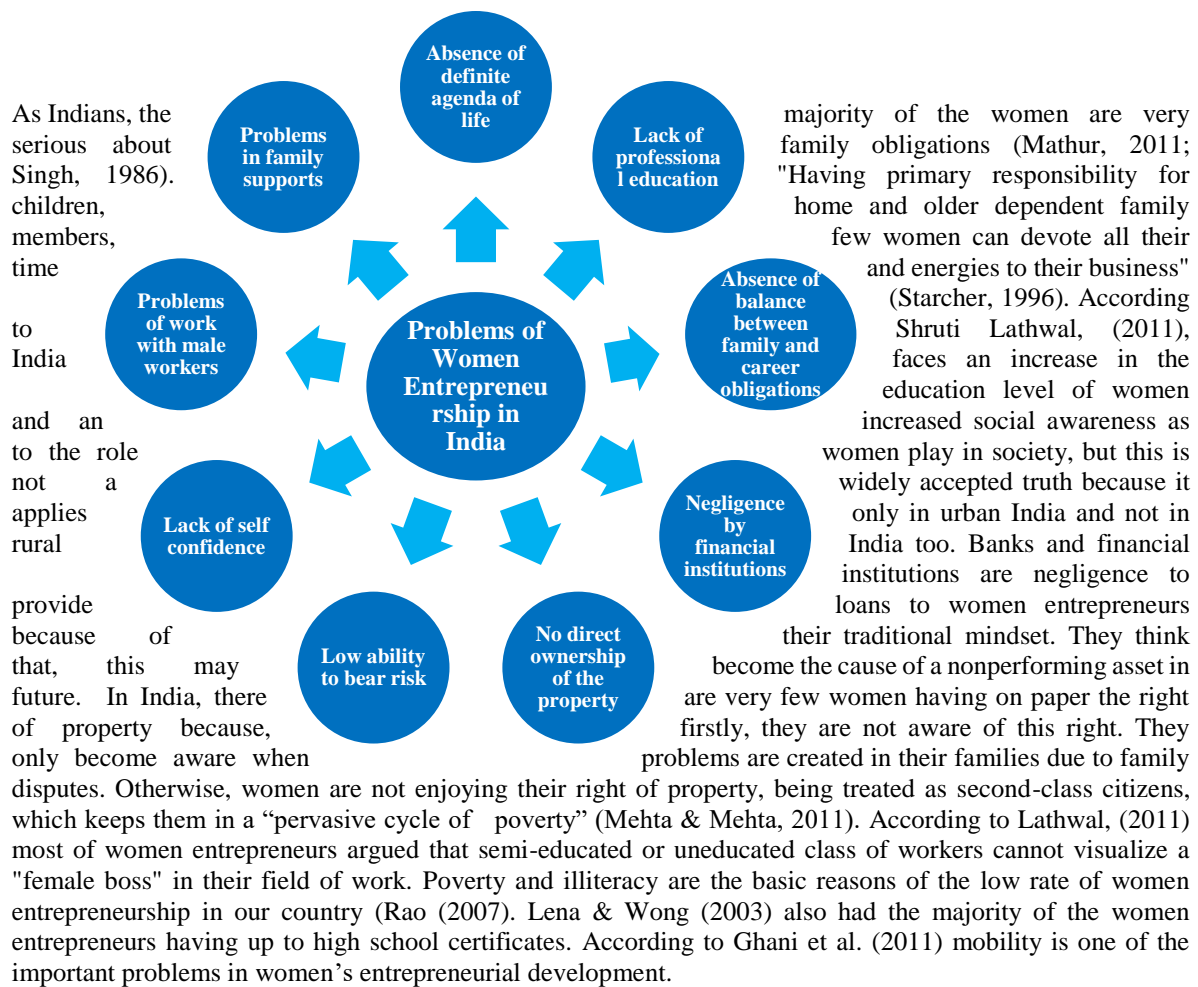 Absence of
definite
agenda of
life
Problems
in family
supports
Lack of
professiona
l education
Problems
of work
with male
workers
Absence of
balance
between
family and
career
obligations
Problems of
Women
Entrepreneu
rship in
India
Lack of self
confidence
Negligence
by
financial
institutions
Low ability
to bear risk
No direct
ownership
of the
property
As Indians, the majority of the women are very
serious about family obligations (Mathur, 2011;
Singh, 1986). "Having primary responsibility for
children, home and older dependent family
members, few women can devote all their
time and energies to their business"
(Starcher, 1996). According
to Shruti Lathwal, (2011),
India faces an increase in the
education level of women
and an increased social awareness as
to the role women play in society, but this is
not a widely accepted truth because it
applies only in urban India and not in
rural India too. Banks and financial
institutions are negligence to
provide loans to women entrepreneurs
because of their traditional mindset. They think
that, this may become the cause of a nonperforming asset in
future. In India, there are very few women having on paper the right
of property because, firstly, they are not aware of this right. They
only become aware when problems are created in their families due to family
disputes. Otherwise, women are not enjoying their right of property, being treated as second-class citizens,
which keeps them in a “pervasive cycle of poverty” (Mehta & Mehta, 2011). According to Lathwal, (2011)
most of women entrepreneurs argued that semi-educated or uneducated class of workers cannot visualize a
"female boss" in their field of work. Poverty and illiteracy are the basic reasons of the low rate of women
entrepreneurship in our country (Rao (2007). Lena & Wong (2003) also had the majority of the women
entrepreneurs having up to high school certificates. According to Ghani et al. (2011) mobility is one of the
important problems in women’s entrepreneurial development.